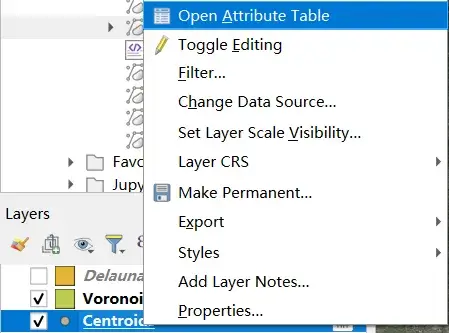 Open Attribute Table
Toggle Editing
Filter...
Change Data Source...
Set Layer Scale Visibility...
Layer CRS
Make Permanent...
Export
Styles
Add Layer Notes...
Properties...
Favo
Jupy
Layers
Delauna
Voronoi
Centroid